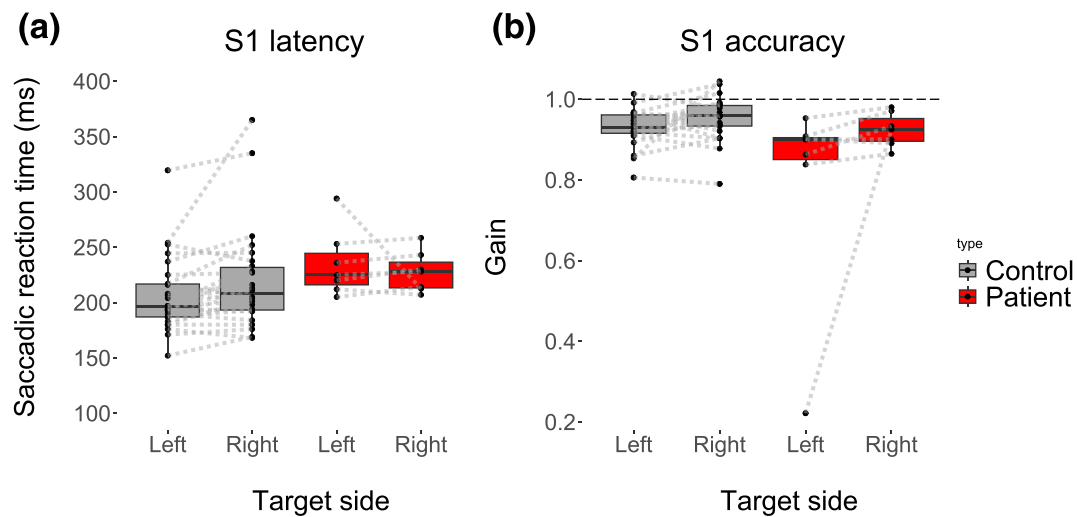 (a)
S1 latency
Saccadic reaction time (ms)
400
350
300
250
200
150
100
Left Right Left Right
Target side
(b)
S1 accuracy
Gain
1.0
0.8
0.6
0.4
0.2
Left Right Left Right
Target side
type
Control
Patient